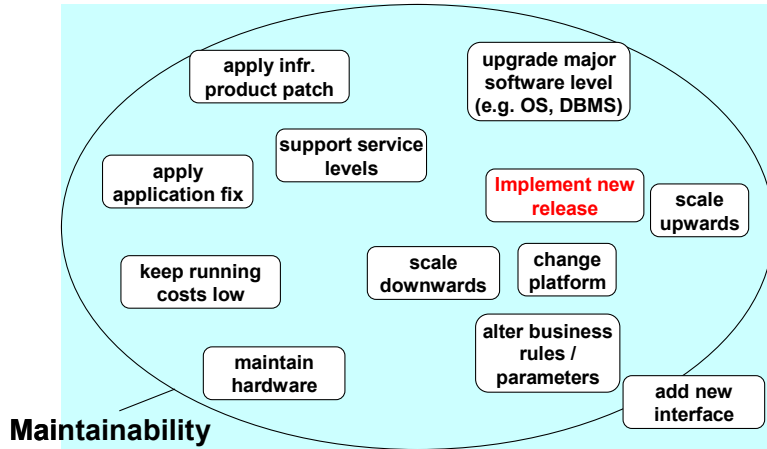 apply infr.
product patch
upgrade major
software level
(e.g. OS, DBMS)
support service
levels
apply
application fix
Implement new
release
scale
upwards
keep running
costs low
scale
downwards
change
platform
alter business
rules /
parameters
maintain
hardware
add new
interface
Maintainability